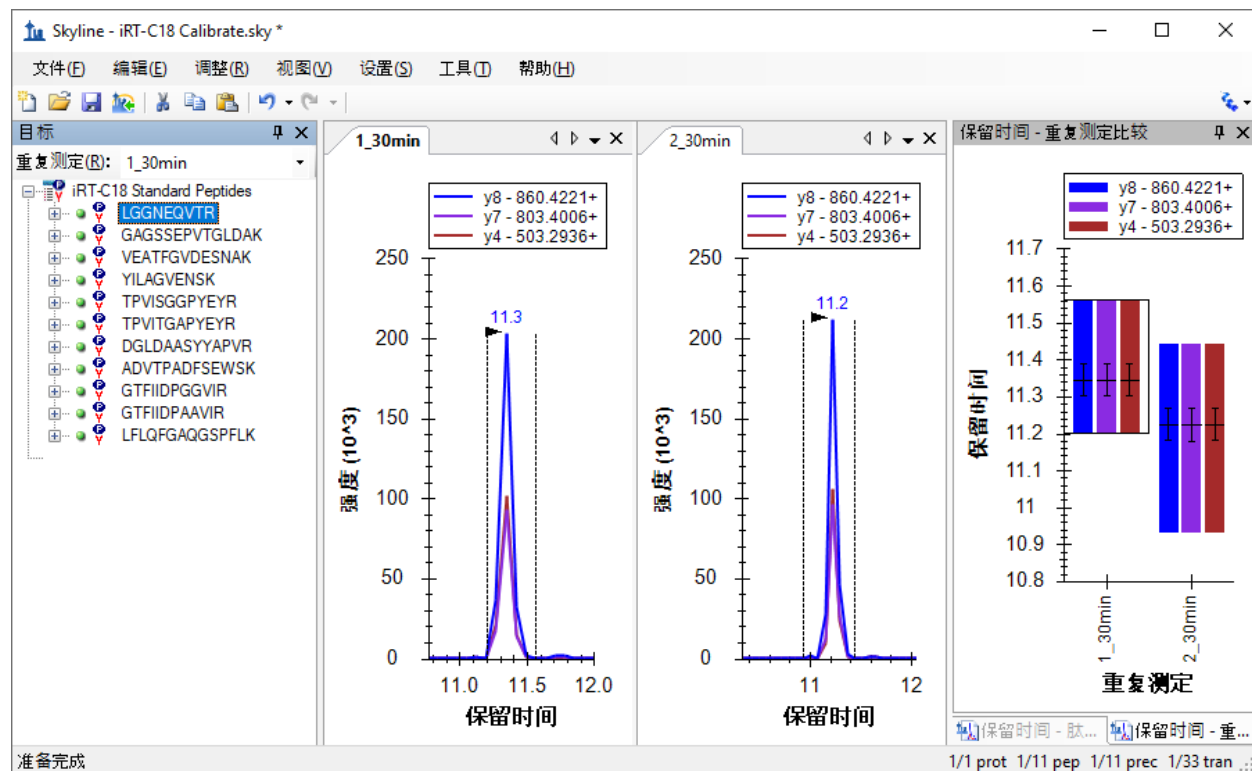 Skyline - iRT-C18 Calibrate.sky *
文件(F) 编辑(E) 调整(R) 视图(V) 设置(S) 工具(T) 帮助(H)
目标
重复测定(R): 1_30min
iRT-C18 Standard Peptides
LGGNEQVTR
GAGSSEPVTGLDAK
VEATFGVDESNAK
YILAGVENSK
TPVISGGPYEYR
TPVITGAPYEYR
DGLDAASYYAPVR
ADVTPADFSEWSK
GTFIIDPGGVIR
GTFIIDPAAVIR
LFLQFGAQGSPFLK
1_30min
y8 - 860.4221+
y7 - 803.4006+
y4 - 503.2936+
250
200
150
100
50
0
11.3
强度 (10^3)
11.0 11.5 12.0
保留时间
2_30min
y8 - 860.4221+
y7 - 803.4006+
y4 - 503.2936+
250
200
150
100
50
0
11.2
强度 (10^3)
11 12
保留时间
保留时间 - 重复测定比较
y8 - 860.4221+
y7 - 803.4006+
y4 - 503.2936+
11.7
11.6
11.5
11.4
11.3
11.2
11.1
11
10.9
10.8
保留时间
1_30min
2_30min
重复测定
保留时间 - 肽... 保留时间 - 重...
准备完成
1/1 prot 1/11 pep 1/11 prec 1/33 tran